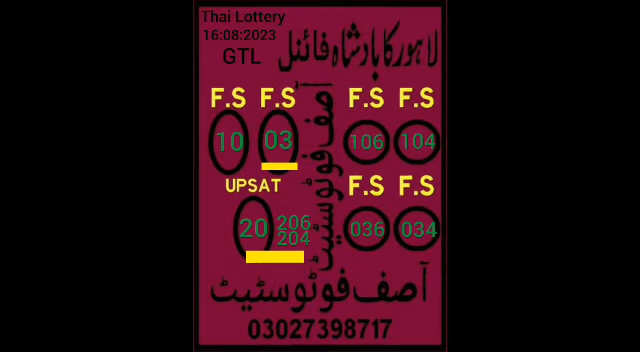 Thai Lottery
16:08:2023
GTL
لاہور کا بادشاہ فائنل
F.S F.S F.S F.S
10 03 106 104
آصف فوٹوسٹیٹ
UPSAT F.S F.S
20 206 204 036 034
آصف فوٹوسٹیٹ
03027398717